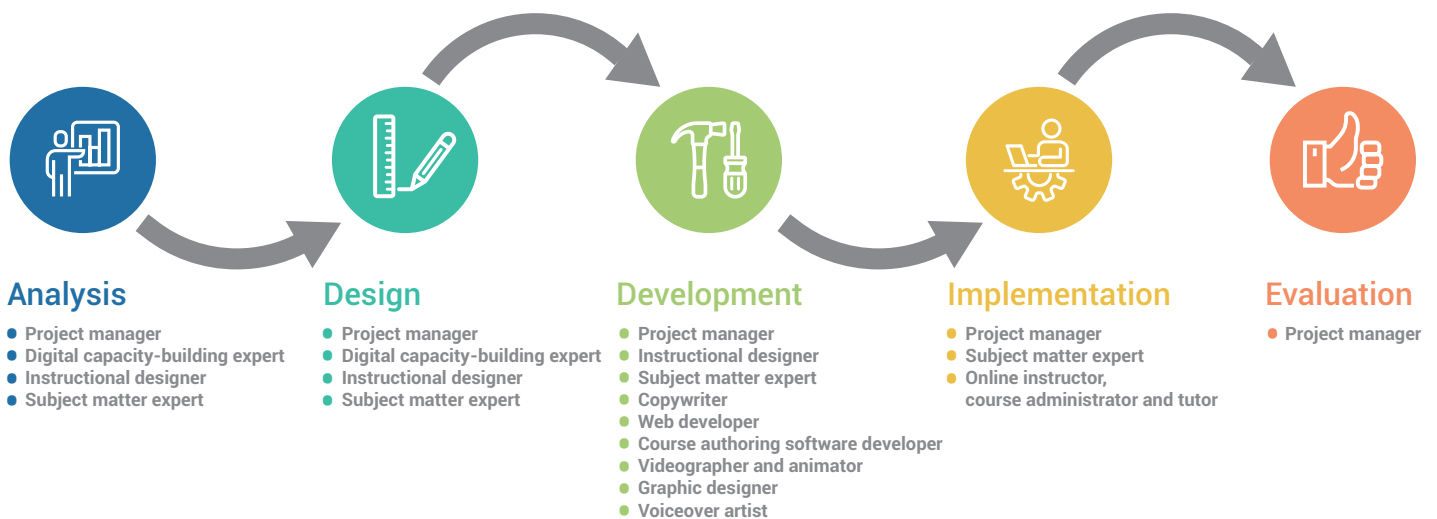 Analysis
Project manager
Digital capacity-building expert
Instructional designer
Subject matter expert
Design
Project manager
Digital capacity-building expert
Instructional designer
Subject matter expert
Development
Project manager
Instructional designer
Subject matter expert
Copywriter
Web developer
Course authoring software developer
Videographer and animator
Graphic designer
Voiceover artist
Implementation
Project manager
Subject matter expert
Online instructor,
course administrator and tutor
Evaluation
Project manager